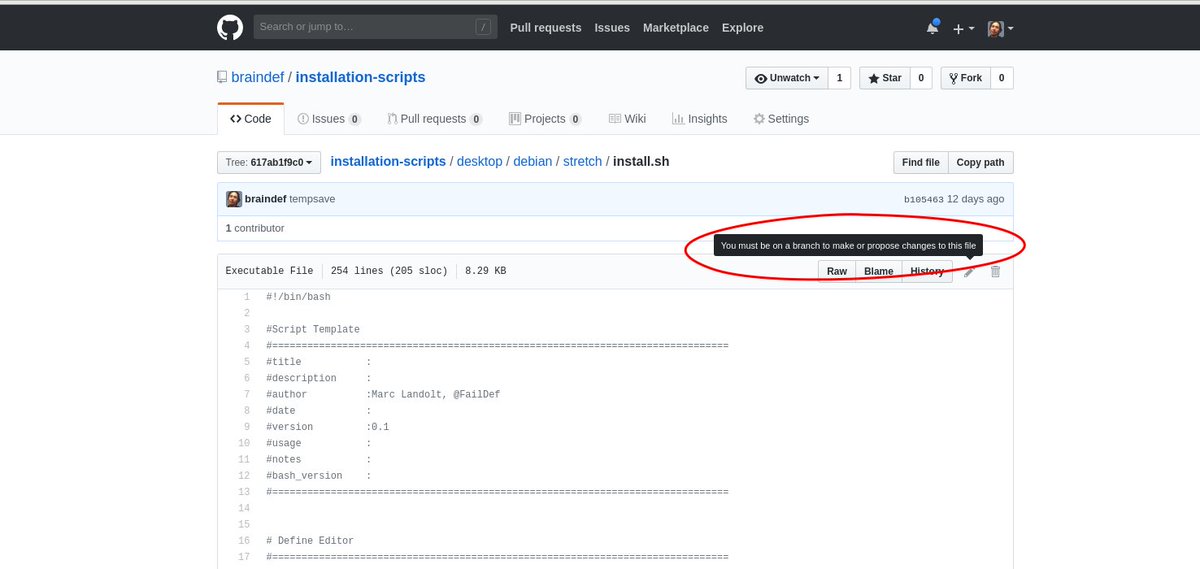 Search or jump to… / Pull requests Issues Marketplace Explore
braindef / installation-scripts Unwatch 1 Star 0 Fork 0
Code Issues 0 Pull requests 0 Projects 0 Wiki Insights Settings
Tree: 617ab1f9c0 installation-scripts / desktop / debian / stretch / install.sh Find file Copy path
braindef tempsave b105463 12 days ago
1 contributor
You must be on a branch to make or propose changes to this file
Executable File 254 lines (205 sloc) 8.29 KB Raw Blame History
1 #!/bin/bash
2
3 #Script Template
4 #==============================================================================
5 #title           :
6 #description     :
7 #author          :Marc Landolt, @FailDef
8 #date            :
9 #version         :0.1
10 #usage           :
11 #notes           :
12 #bash_version    :
13 #==============================================================================
14
15
16 # Define Editor
17 #==============================================================================